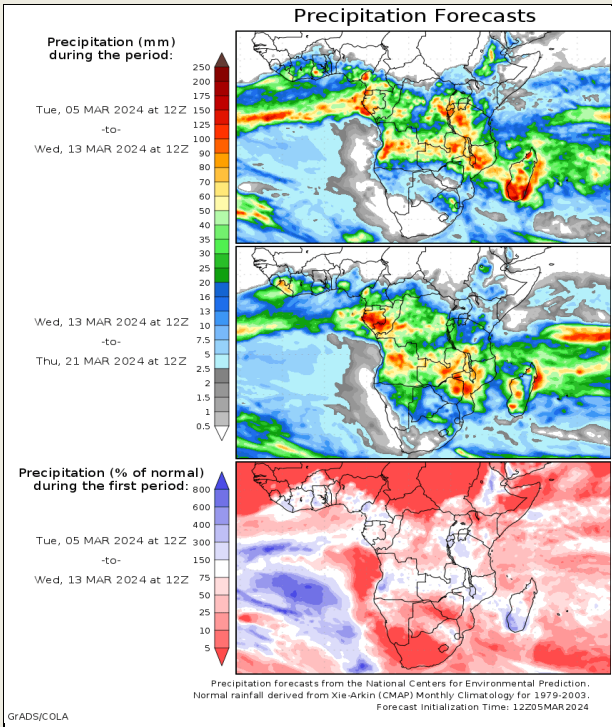 Precipitation Forecasts
Precipitation (mm)
during the period:
Tue, 05 MAR 2024 at 12Z
-to-
Wed, 13 MAR 2024 at 12Z
250
200
175
150
125
100
90
80
70
60
50
40
35
30
25
20
16
13
10
7.5
5
2.5
2
1.5
1
0.5
Wed, 13 MAR 2024 at 12Z
-to-
Thu, 21 MAR 2024 at 12Z
Precipitation (% of normal)
during the first period:
Tue, 05 MAR 2024 at 12Z
-to-
Wed, 13 MAR 2024 at 12Z
800
600
400
300
150
75
50
25
10
5
Precipitation forecasts from the National Centers for Environmental Prediction.
Normal rainfall derived from Xie-Arkin (CMAP) Monthly Climatology for 1979-2003.
Forecast Initialization Time: 12Z05MAR2024
GrADS/COLA